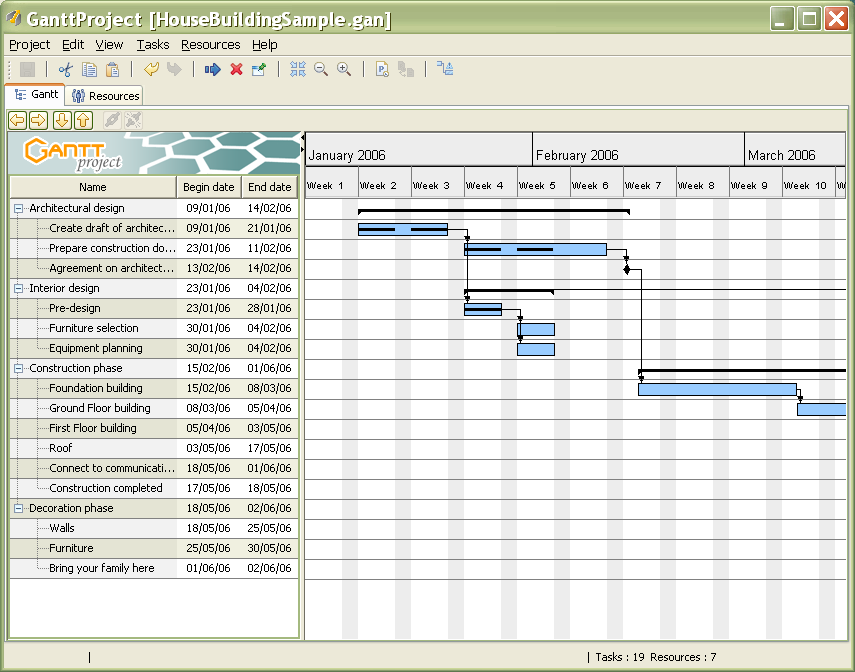 GanttProject [HouseBuildingSample.gan]
Project Edit View Tasks Resources Help
Gantt Resources
GANTT
project
January 2006 February 2006 March 2006
Name Begin date End date
Week 1 Week 2 Week 3 Week 4 Week 5 Week 6 Week 7 Week 8 Week 9 Week 10 W
Architectural design 09/01/06 14/02/06
Create draft of architec... 09/01/06 21/01/06
Prepare construction do... 23/01/06 11/02/06
Agreement on architect... 13/02/06 14/02/06
Interior design 23/01/06 04/02/06
Pre-design 23/01/06 28/01/06
Furniture selection 30/01/06 04/02/06
Equipment planning 30/01/06 04/02/06
Construction phase 15/02/06 01/06/06
Foundation building 15/02/06 08/03/06
Ground Floor building 08/03/06 05/04/06
First Floor building 05/04/06 03/05/06
Roof 03/05/06 17/05/06
Connect to communicati... 18/05/06 01/06/06
Construction completed 17/05/06 18/05/06
Decoration phase 18/05/06 02/06/06
Walls 18/05/06 25/05/06
Furniture 25/05/06 30/05/06
Bring your family here 01/06/06 02/06/06
Tasks : 19 Resources : 7